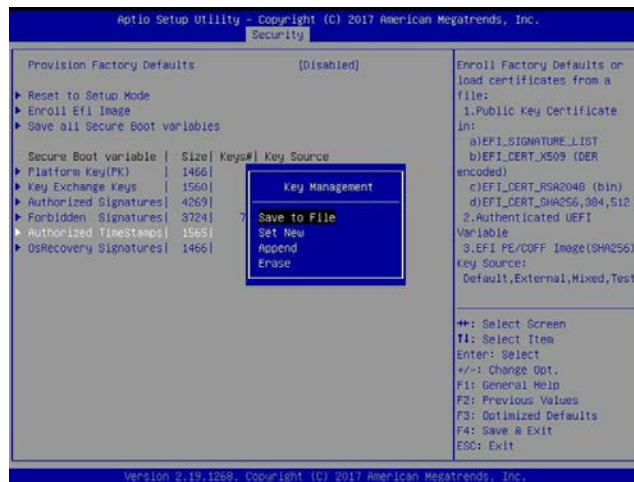 Aptio Setup Utility – Copyright (C) 2017 American Megatrends, Inc.
Security
Provision Factory Defaults [Disabled]
Reset to Setup Mode
Enroll Efi Image
Save all Secure Boot variables
Secure Boot variable | Size| Keys#| Key Source
Platform Key(PK) | 1466|
Key Exchange Keys | 1560|
Authorized Signatures| 4269|
Forbidden Signatures| 3724| 7
Authorized TimeStamps| 1565|
OsRecovery Signatures| 1466|
Key Management
Save to File
Set New
Append
Erase
Enroll Factory Defaults or
load certificates from a
file:
1.Public Key Certificate
in:
a)EFI_SIGNATURE_LIST
b)EFI_CERT_X509 (DER
encoded)
c)EFI_CERT_RSA2048 (bin)
d)EFI_CERT_SHA256,384,512
2.Authenticated UEFI
Variable
3.EFI PE/COFF Image(SHA256)
Key Source:
Default,External,Mixed,Test
→←: Select Screen
↑↓: Select Item
Enter: Select
+/-: Change Opt.
F1: General Help
F2: Previous Values
F3: Optimized Defaults
F4: Save & Exit
ESC: Exit
Version 2.19.1268. Copyright (C) 2017 American Megatrends, Inc.